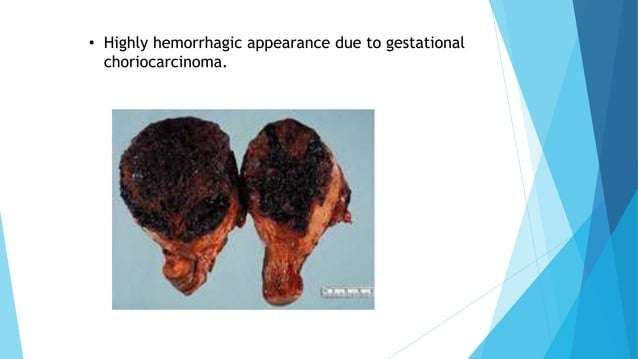 • Highly hemorrhagic appearance due to gestational
choriocarcinoma.